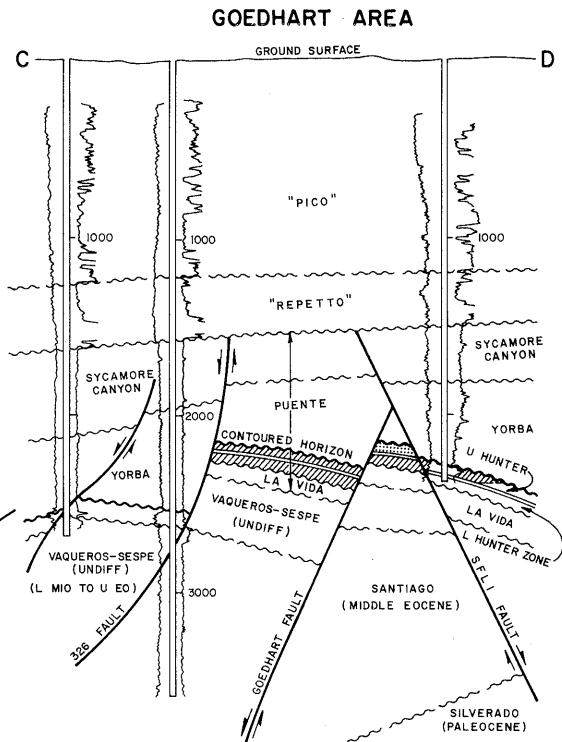 GOEDHART AREA
C
GROUND SURFACE
D
"PICO"
1000
1000
1000
"REPETTO"
SYCAMORE
CANYON
SYCAMORE
CANYON
2000
PUENTE
CONTOURED HORIZON
YORBA
U HUNTER
YORBA
LA VIDA
LA VIDA
VAQUEROS-SESPE
(UNDIFF)
L HUNTER ZONE
VAQUEROS-SESPE
(UNDIFF)
(L MIO TO U EO)
3000
SANTIAGO
(MIDDLE EOCENE)
326 FAULT
GOEDHART FAULT
SFLI FAULT
SILVERADO
(PALEOCENE)